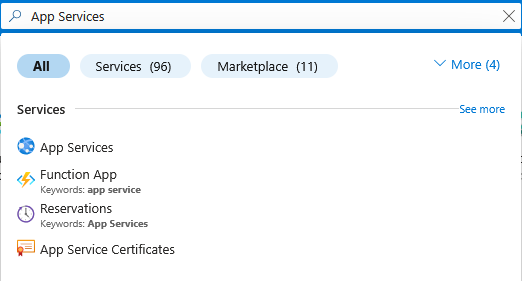 App Services
All Services (96) Marketplace (11) More (4)
Services See more
App Services
Function App
Keywords: app service
Reservations
Keywords: App Services
App Service Certificates